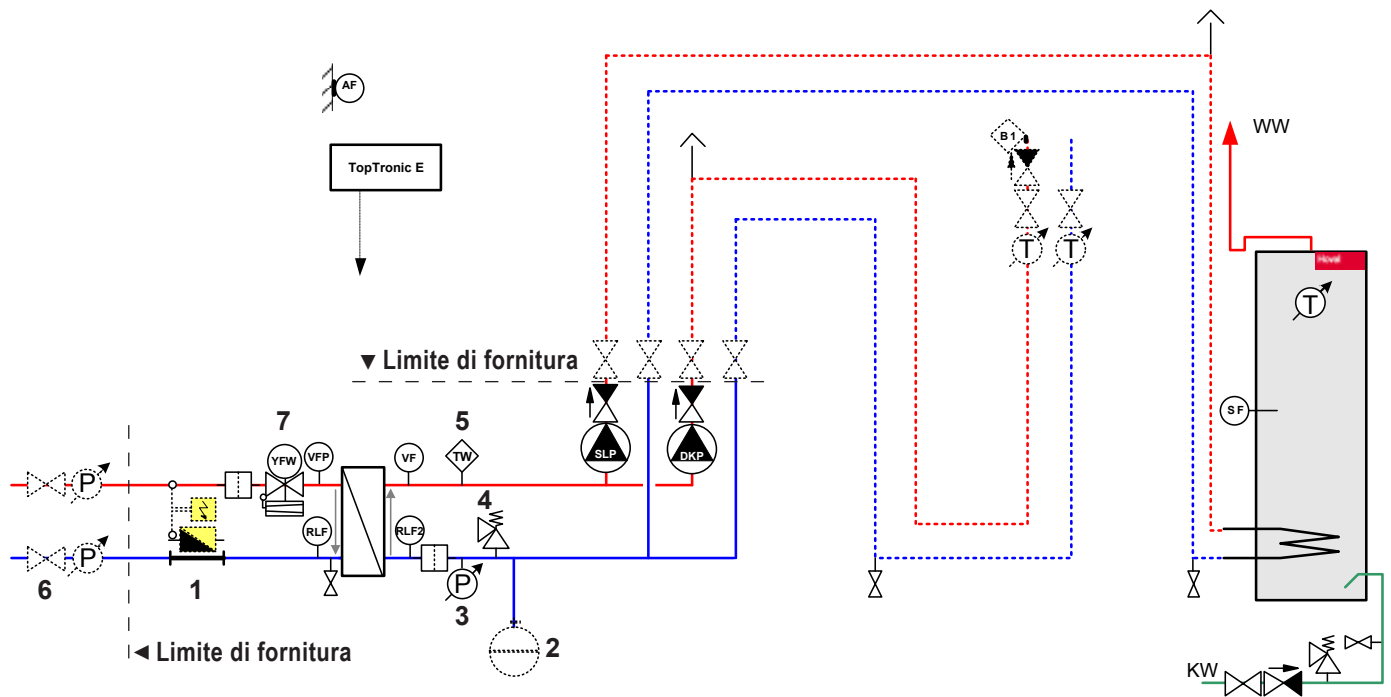 AF
WW
B1
TopTronic E
T
T
Hoval
T
▼ Limite di fornitura
SF
7
5
YFW
VFP
VF
TW
SLP
DKP
P
4
RLF
RLF2
P
P
6
1
3
2
◄ Limite di fornitura
KW